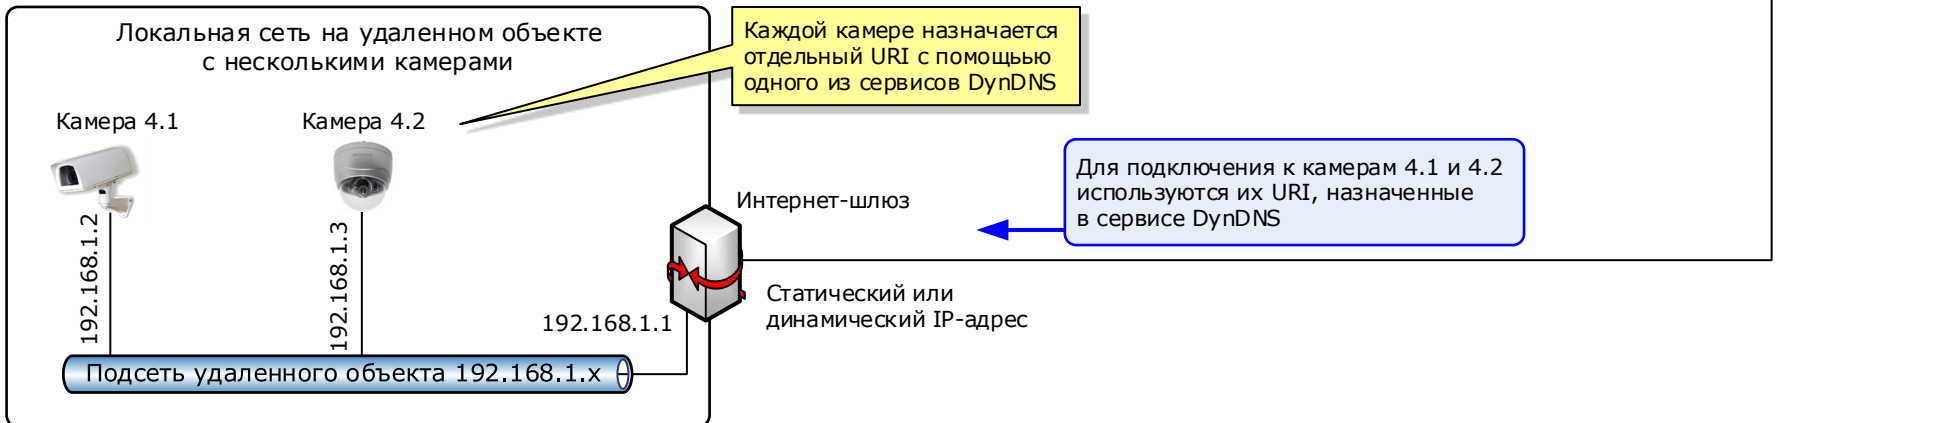 Локальная сеть на удаленном объекте
с несколькими камерами
Каждой камере назначается
отдельный URI с помощью
одного из сервисов DynDNS
Камера 4.1
Камера 4.2
Для подключения к камерам 4.1 и 4.2
используются их URI, назначенные
в сервисе DynDNS
Интернет-шлюз
192.168.1.2
192.168.1.3
192.168.1.1
Статический или
динамический IP-адрес
Подсеть удаленного объекта 192.168.1.x